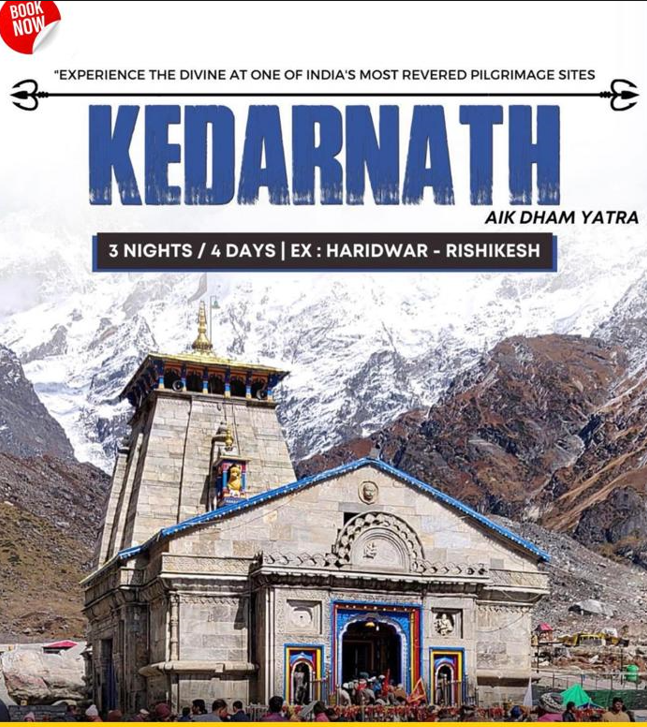 BOOK
NOW
"EXPERIENCE THE DIVINE AT ONE OF INDIA'S MOST REVERED PILGRIMAGE SITES
KEDARNATH
AIK DHAM YATRA
3 NIGHTS / 4 DAYS | EX : HARIDWAR - RISHIKESH